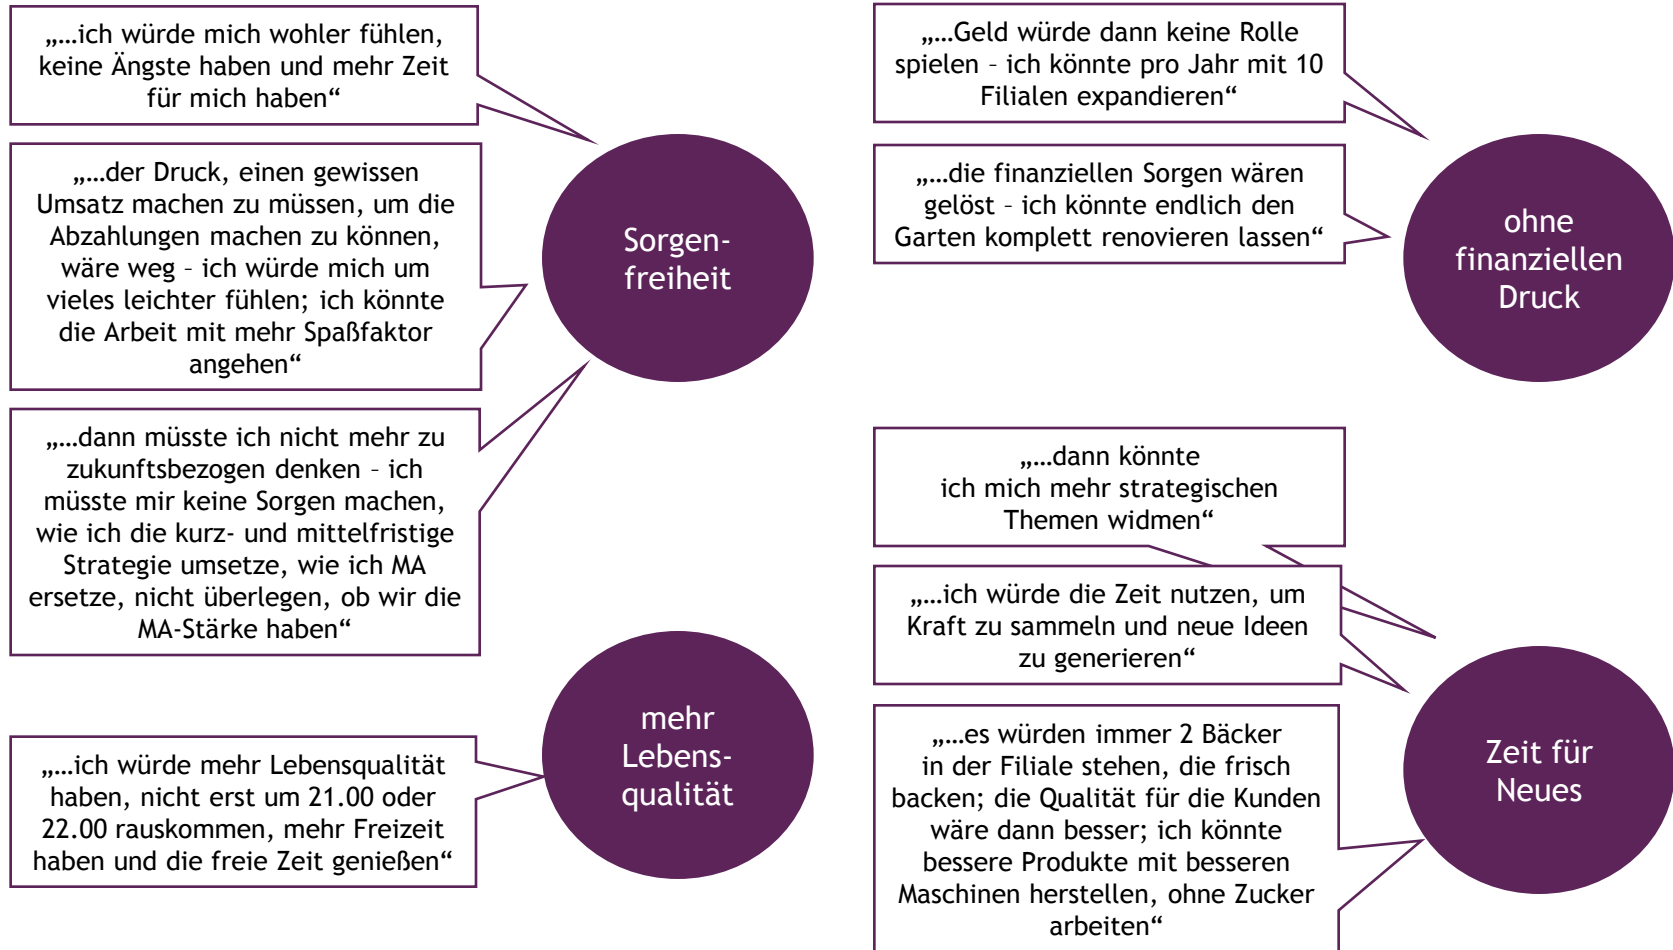 „…ich würde mich wohler fühlen,
keine Ängste haben und mehr Zeit
für mich haben“
„…der Druck, einen gewissen
Umsatz machen zu müssen, um die
Abzahlungen machen zu können,
wäre weg – ich würde mich um
vieles leichter fühlen; ich könnte
die Arbeit mit mehr Spaßfaktor
angehen“
Sorgen-
freiheit
„…dann müsste ich nicht mehr zu
zukunftsbezogen denken – ich
müsste mir keine Sorgen machen,
wie ich die kurz- und mittelfristige
Strategie umsetze, wie ich MA
ersetze, nicht überlegen, ob wir die
MA-Stärke haben“
mehr
Lebens-
qualität
„…ich würde mehr Lebensqualität
haben, nicht erst um 21.00 oder
22.00 rauskommen, mehr Freizeit
haben und die freie Zeit genießen“
„…Geld würde dann keine Rolle
spielen – ich könnte pro Jahr mit 10
Filialen expandieren“
„…die finanziellen Sorgen wären
gelöst – ich könnte endlich den
Garten komplett renovieren lassen“
ohne
finanziellen
Druck
„…dann könnte
ich mich mehr strategischen
Themen widmen“
„…ich würde die Zeit nutzen, um
Kraft zu sammeln und neue Ideen
zu generieren“
„…es würden immer 2 Bäcker
in der Filiale stehen, die frisch
backen; die Qualität für die Kunden
wäre dann besser; ich könnte
bessere Produkte mit besseren
Maschinen herstellen, ohne Zucker
arbeiten“
Zeit für
Neues